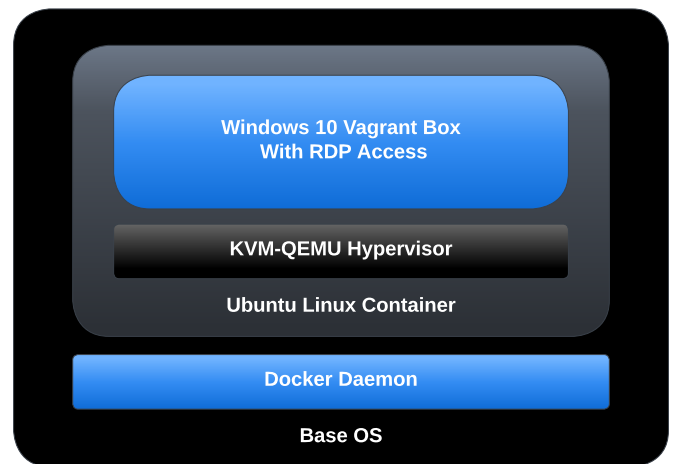 Windows 10 Vagrant Box
With RDP Access
KVM-QEMU Hypervisor
Ubuntu Linux Container
Docker Daemon
Base OS